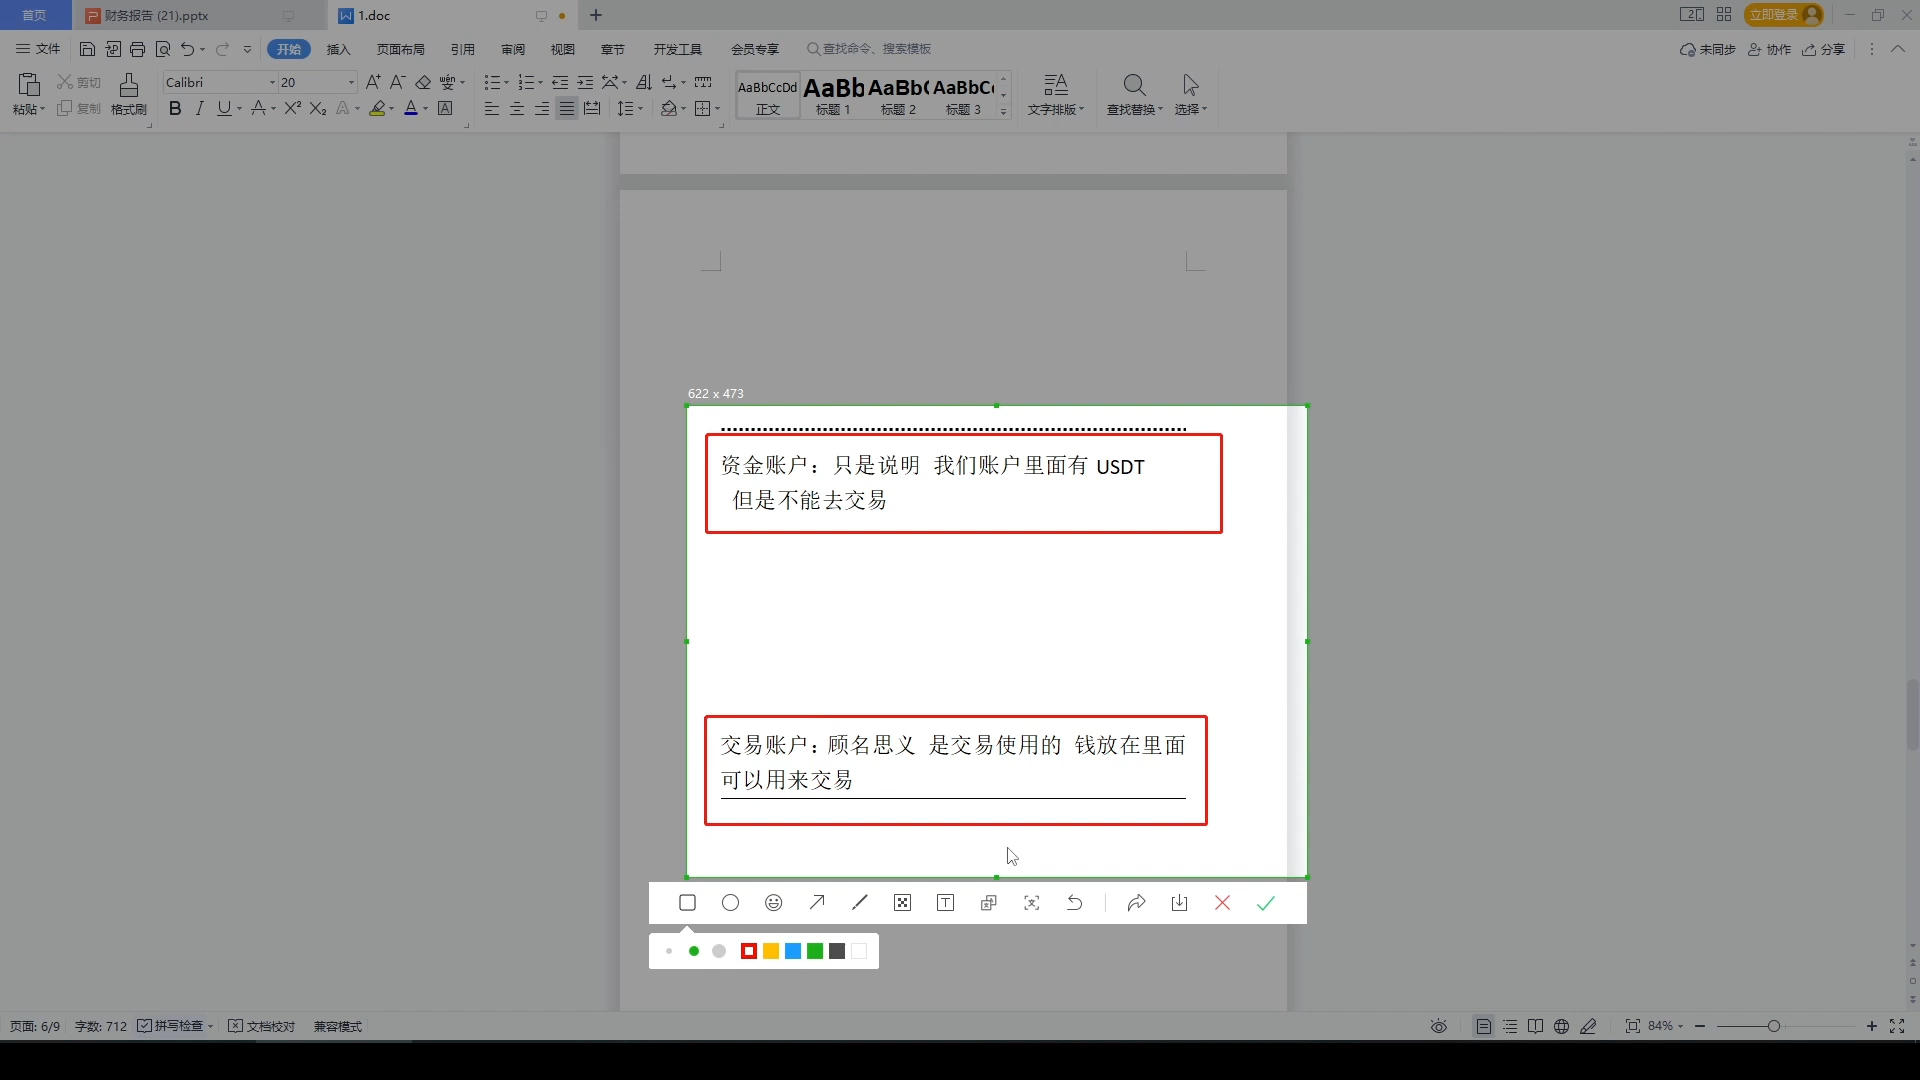 首页 财务报告 (21).pptx 1.doc 立即登录
文件 开始 插入 页面布局 引用 审阅 视图 章节 开发工具 会员专享 查找命令、搜索模板 未同步 协作 分享
粘贴 剪切 复制 格式刷 Calibri 20
AaBbCcDd AaBb AaBb( AaBbC
正文 标题 1 标题 2 标题 3 文字排版 查找替换 选择
622 x 473
资金账户：只是说明 我们账户里面有 USDT
但是不能去交易
交易账户：顾名思义 是交易使用的 钱放在里面
可以用来交易
页面: 6/9 字数: 712 拼写检查 文档校对 兼容模式 84%